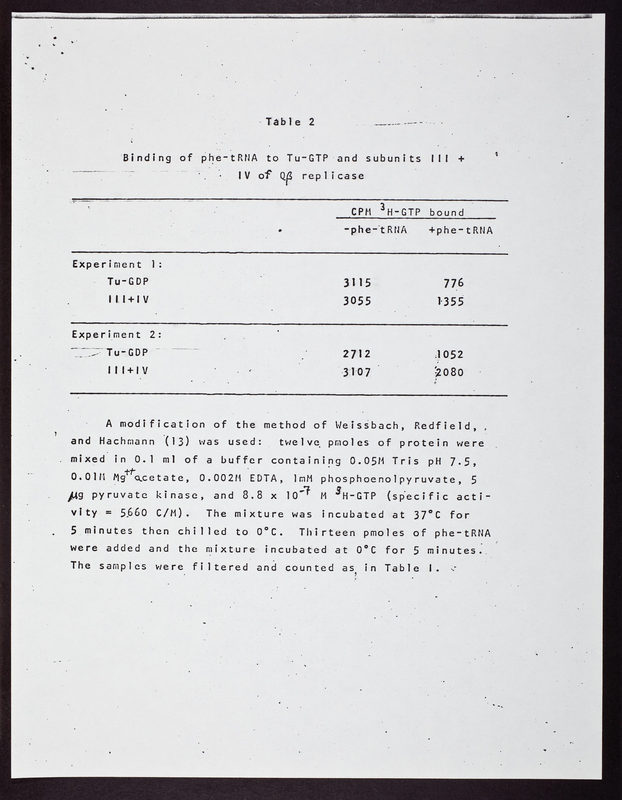 Table 2
Binding of phe-tRNA to Tu-GTP and subunits III +
IV of Qβ replicase
CPM ³H-GTP bound
-phe-tRNA +phe-tRNA
Experiment 1:
Tu-GDP 3115 776
III+IV 3055 1355
Experiment 2:
Tu-GDP 2712 1052
III+IV 3107 2080
A modification of the method of Weissbach, Redfield,
and Hachmann (13) was used: twelve pmoles of protein were
mixed in 0.1 ml of a buffer containing 0.05M Tris pH 7.5,
0.01M Mg⁺⁺acetate, 0.002M EDTA, 1mM phosphoenolpyruvate, 5
μg pyruvate kinase, and 8.8 x 10⁻⁷ M ³H-GTP (specific acti-
vity = 5660 C/M). The mixture was incubated at 37°C for
5 minutes then chilled to 0°C. Thirteen pmoles of phe-tRNA
were added and the mixture incubated at 0°C for 5 minutes.
The samples were filtered and counted as in Table I.